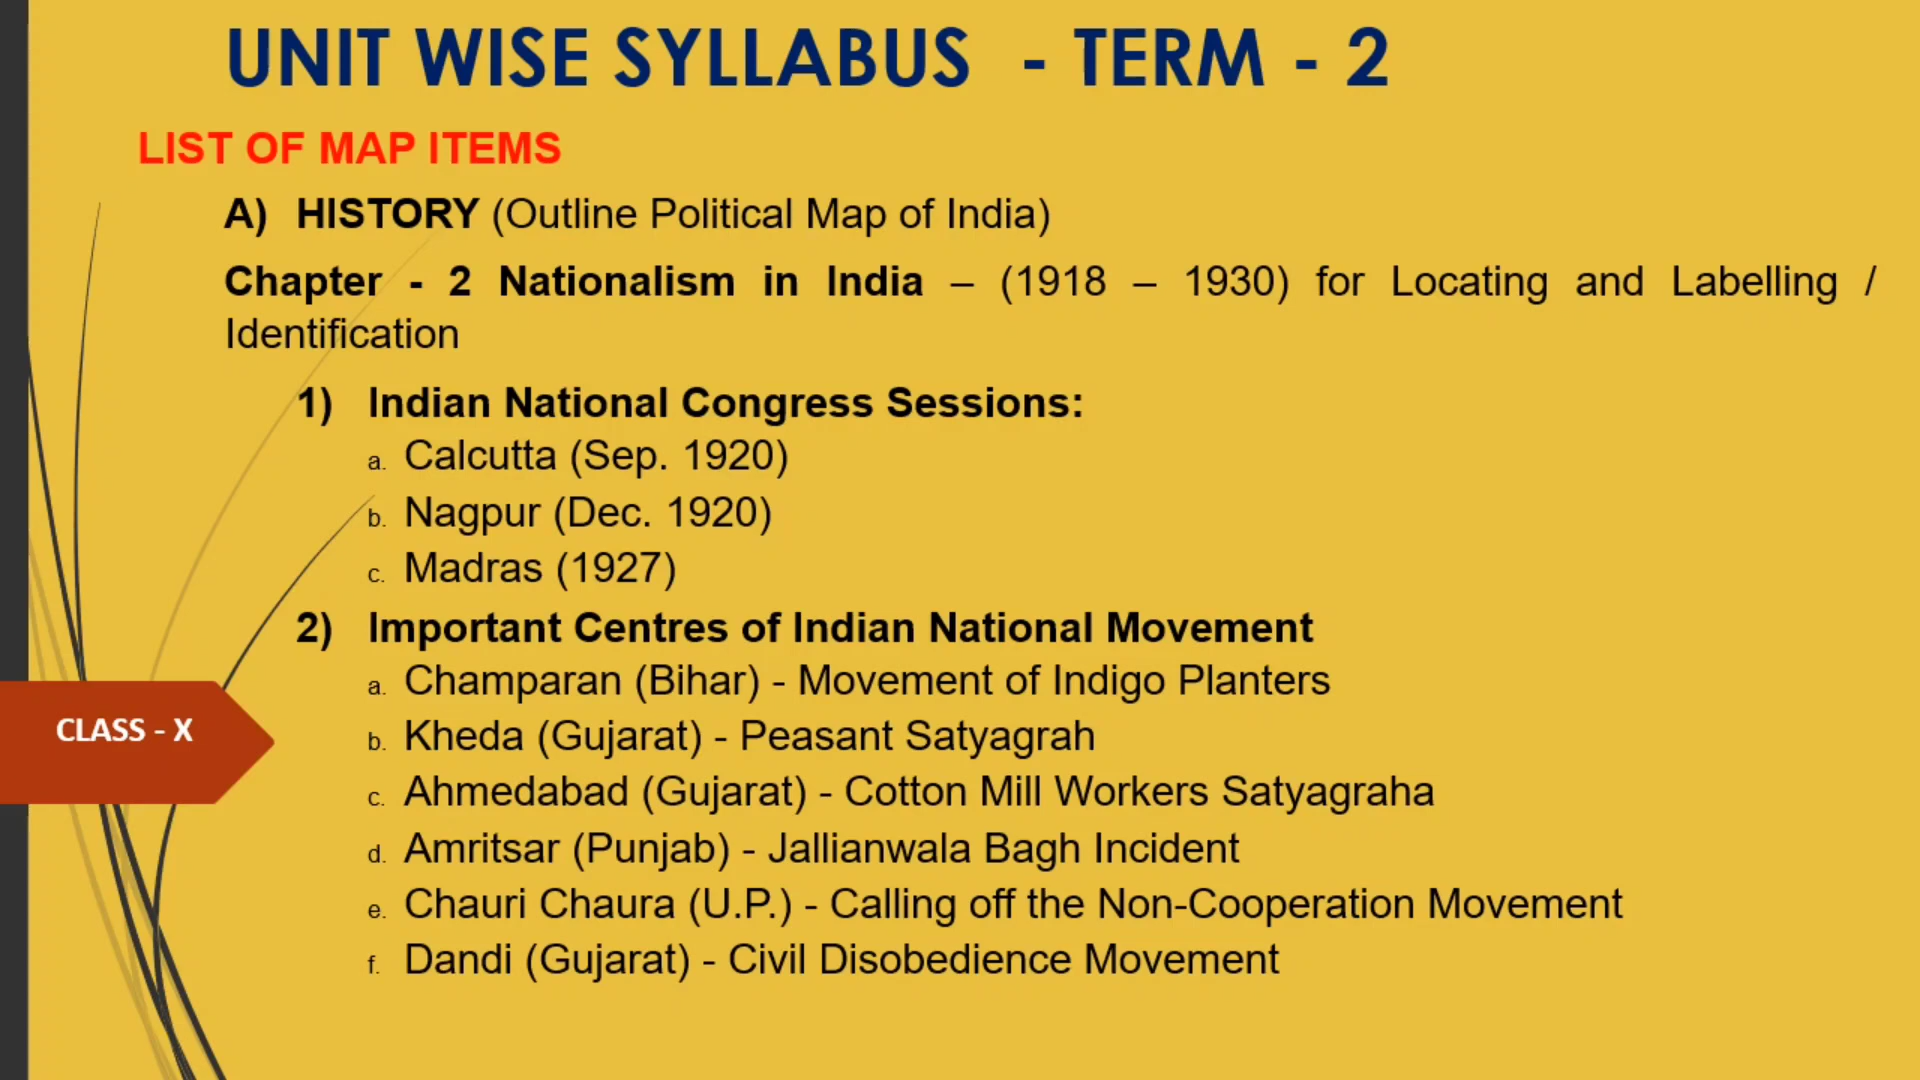 UNIT WISE SYLLABUS - TERM - 2
LIST OF MAP ITEMS
A) HISTORY (Outline Political Map of India)
Chapter - 2 Nationalism in India – (1918 – 1930) for Locating and Labelling /
Identification
1) Indian National Congress Sessions:
a. Calcutta (Sep. 1920)
b. Nagpur (Dec. 1920)
c. Madras (1927)
2) Important Centres of Indian National Movement
a. Champaran (Bihar) - Movement of Indigo Planters
CLASS - X
b. Kheda (Gujarat) - Peasant Satyagrah
c. Ahmedabad (Gujarat) - Cotton Mill Workers Satyagraha
d. Amritsar (Punjab) - Jallianwala Bagh Incident
e. Chauri Chaura (U.P.) - Calling off the Non-Cooperation Movement
f. Dandi (Gujarat) - Civil Disobedience Movement